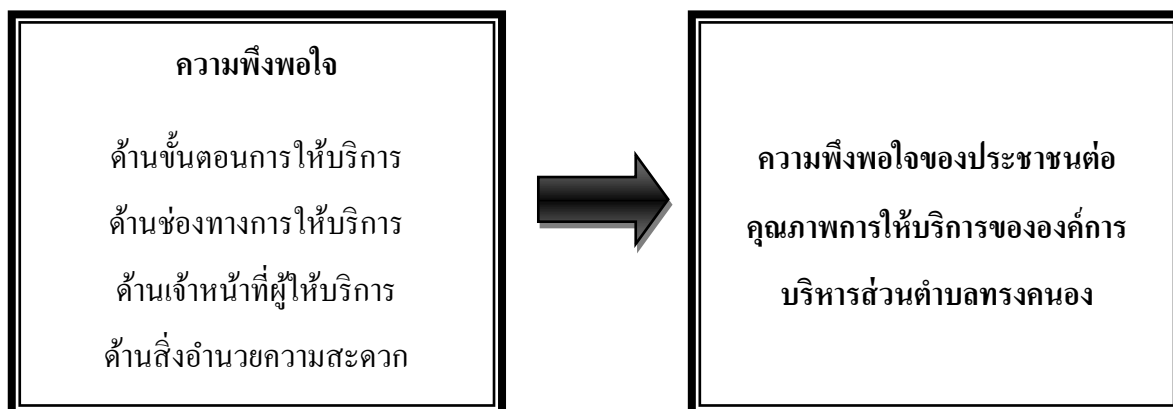 ความพึงพอใจ
ด้านขั้นตอนการให้บริการ
ด้านช่องทางการให้บริการ
ด้านเจ้าหน้าที่ผู้ให้บริการ
ด้านสิ่งอำนวยความสะดวก
ความพึงพอใจของประชาชนต่อ
คุณภาพการให้บริการขององค์การ
บริหารส่วนตำบลทรงคนอง